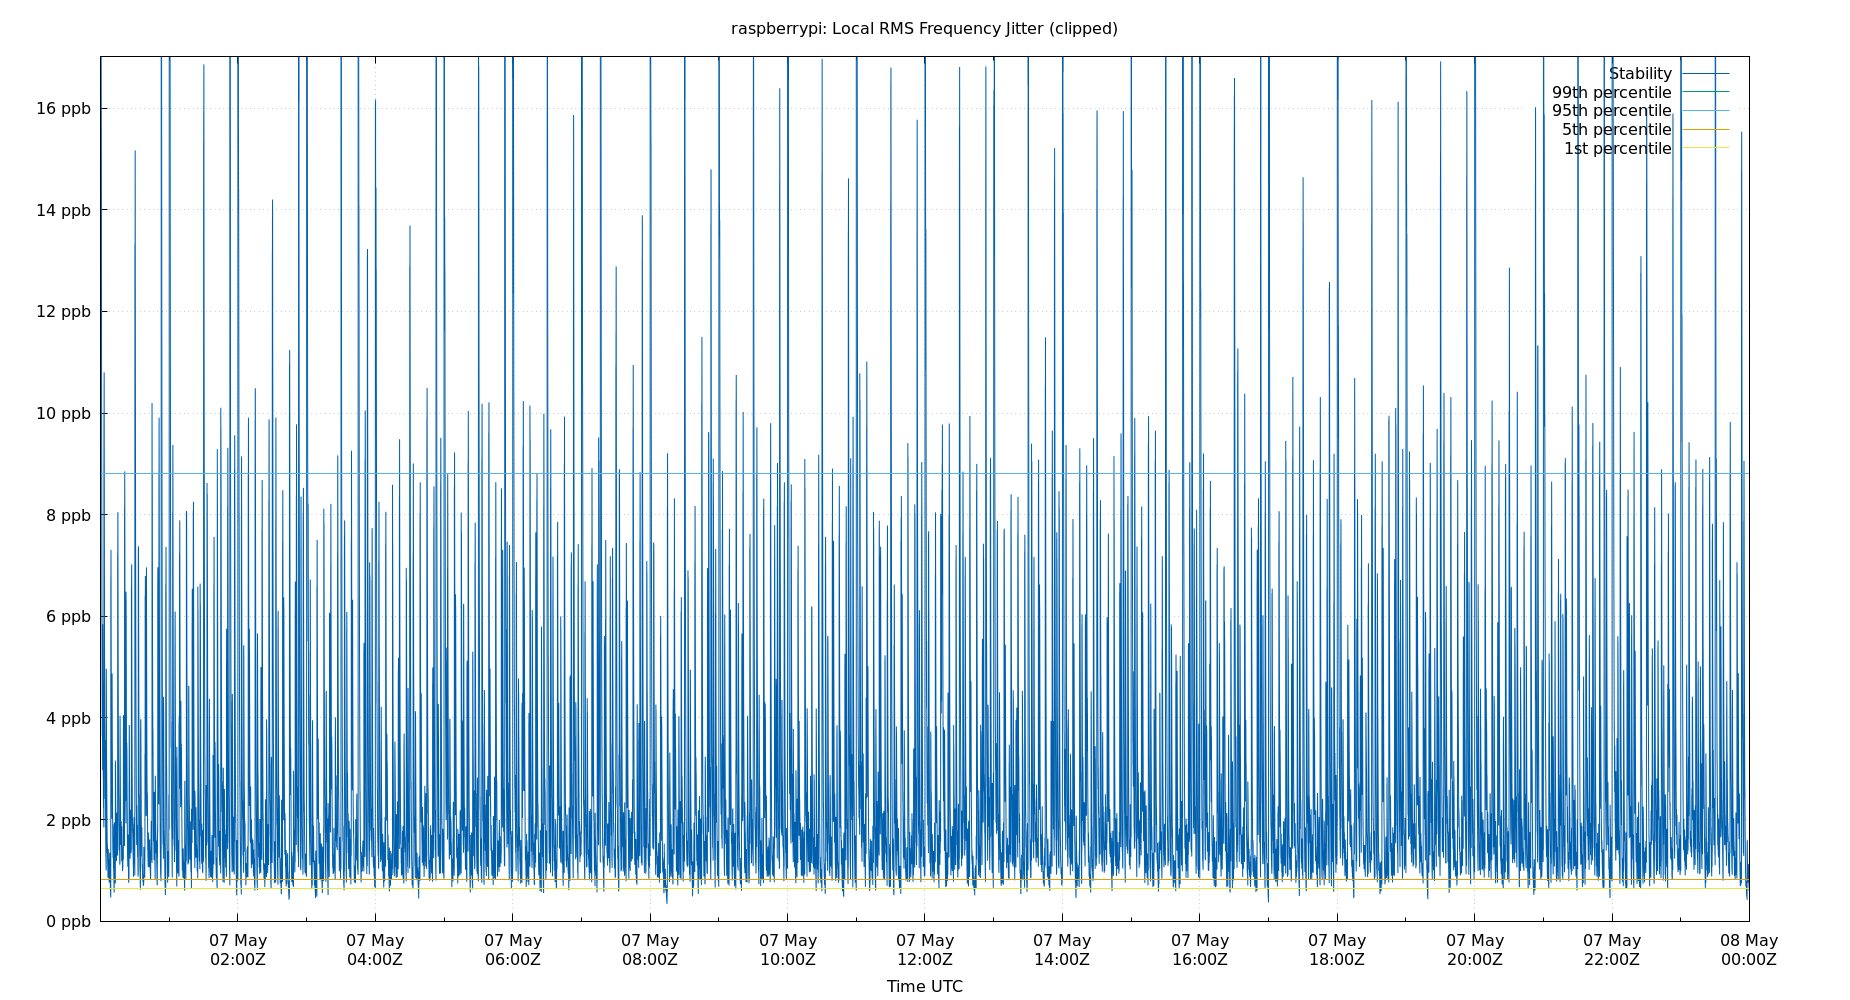 raspberrypi: Local RMS Frequency Jitter (clipped)
Stability
99th percentile
95th percentile
5th percentile
1st percentile
16 ppb
14 ppb
12 ppb
10 ppb
8 ppb
6 ppb
4 ppb
2 ppb
0 ppb
07 May 07 May 07 May 07 May 07 May 07 May 07 May 07 May 07 May 07 May 07 May 08 May
02:00Z 04:00Z 06:00Z 08:00Z 10:00Z 12:00Z 14:00Z 16:00Z 18:00Z 20:00Z 22:00Z 00:00Z
Time UTC